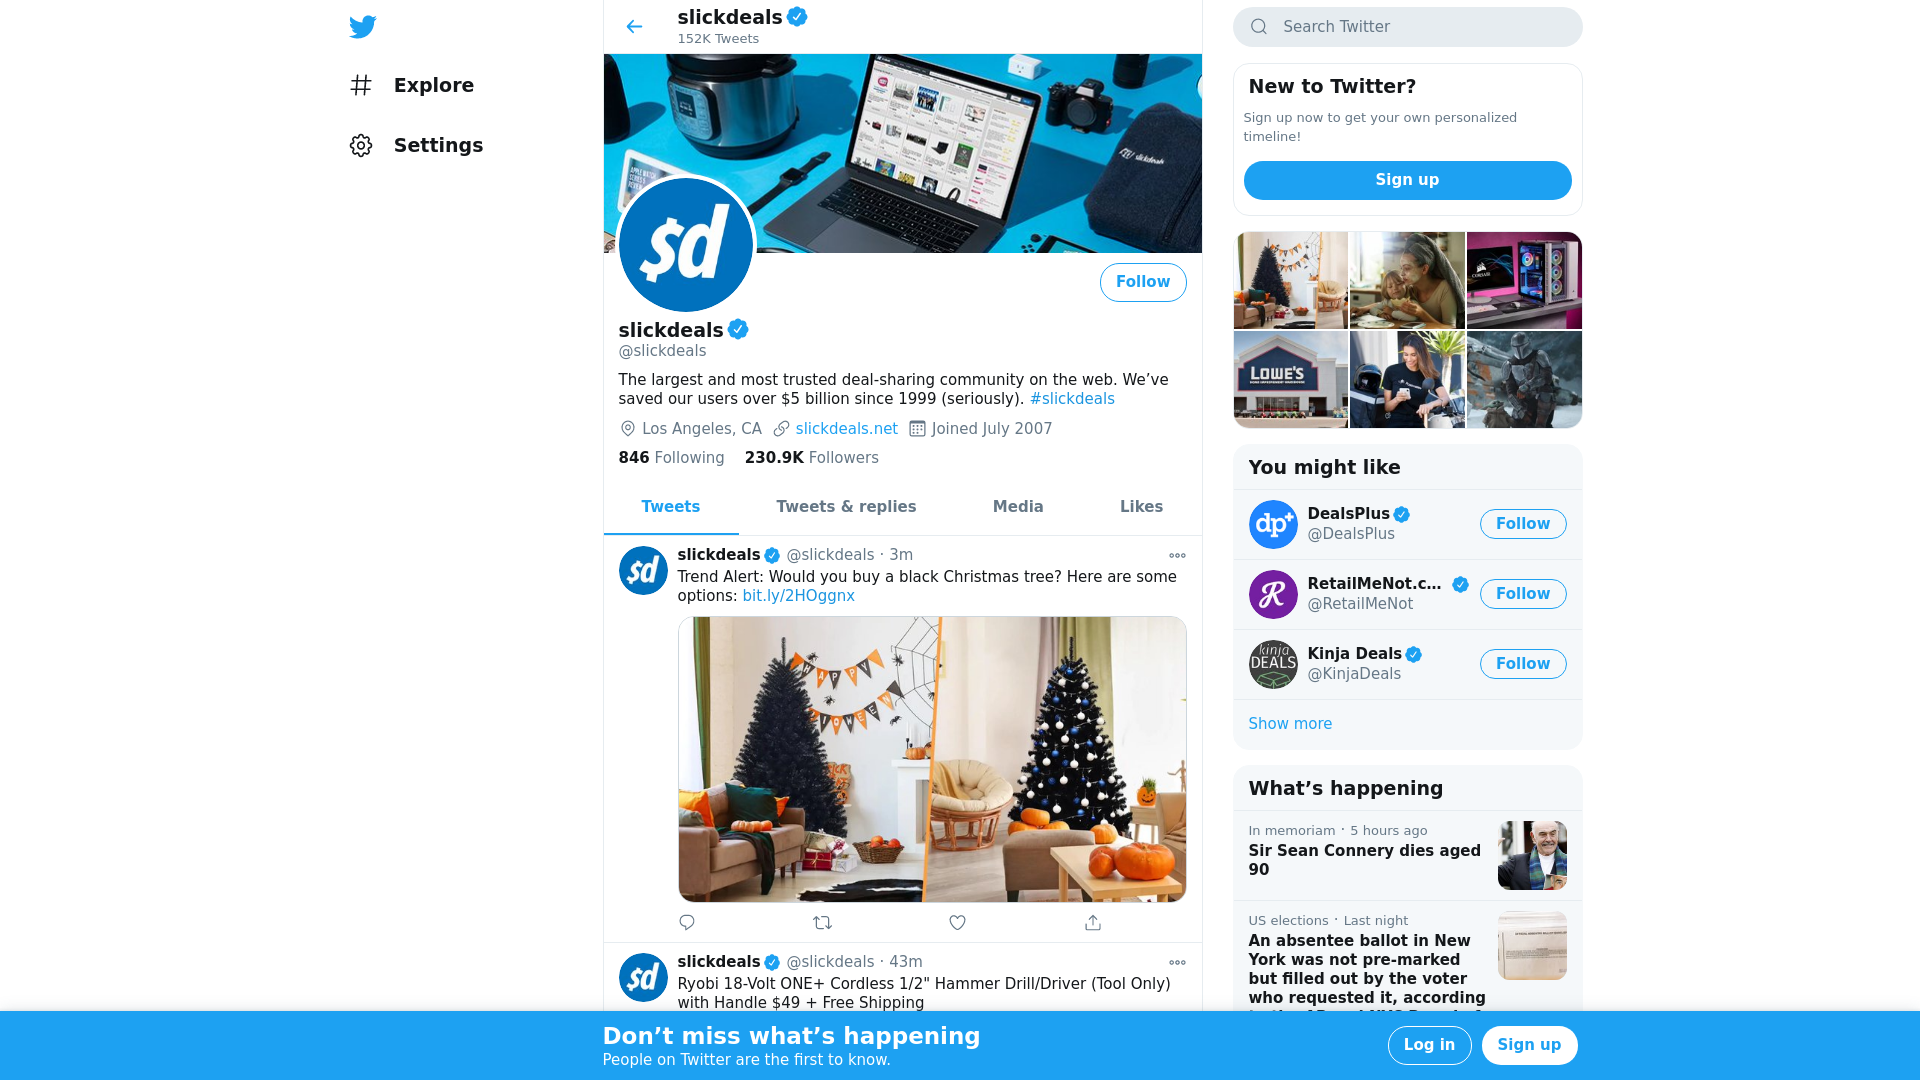 Explore
Settings
slickdeals
152K Tweets
slickdeals
$d
Follow
slickdeals
@slickdeals
The largest and most trusted deal-sharing community on the web. We’ve
saved our users over $5 billion since 1999 (seriously). #slickdeals
Los Angeles, CA slickdeals.net Joined July 2007
846 Following 230.9K Followers
Tweets Tweets & replies Media Likes
$d
slickdeals @slickdeals · 3m
Trend Alert: Would you buy a black Christmas tree? Here are some
options: bit.ly/2HOggnx
HAPPY
$d
slickdeals @slickdeals · 43m
Ryobi 18-Volt ONE+ Cordless 1/2" Hammer Drill/Driver (Tool Only)
with Handle $49 + Free Shipping
Search Twitter
New to Twitter?
Sign up now to get your own personalized
timeline!
Sign up
CORSAIR
LOWE'S
You might like
dp+
DealsPlus
@DealsPlus
Follow
R
RetailMeNot.c...
@RetailMeNot
Follow
kinja
DEALS
Kinja Deals
@KinjaDeals
Follow
Show more
What’s happening
In memoriam · 5 hours ago
Sir Sean Connery dies aged
90
US elections · Last night
An absentee ballot in New
York was not pre-marked
but filled out by the voter
who requested it, according
Don’t miss what’s happening
People on Twitter are the first to know.
Log in
Sign up